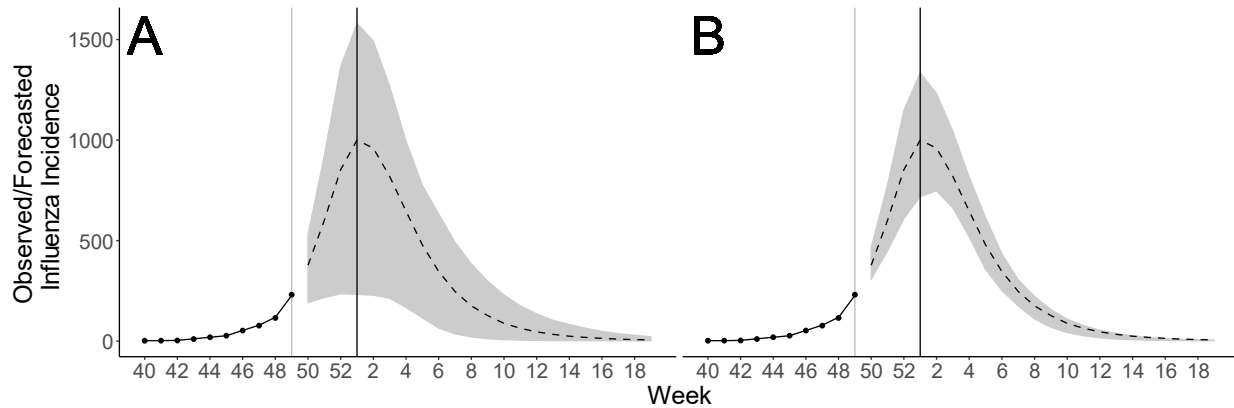 A
B
Observed/Forecasted
Influenza Incidence
1500
1000
500
0
40 42 44 46 48 50 52 2 4 6 8 10 12 14 16 18
40 42 44 46 48 50 52 2 4 6 8 10 12 14 16 18
Week